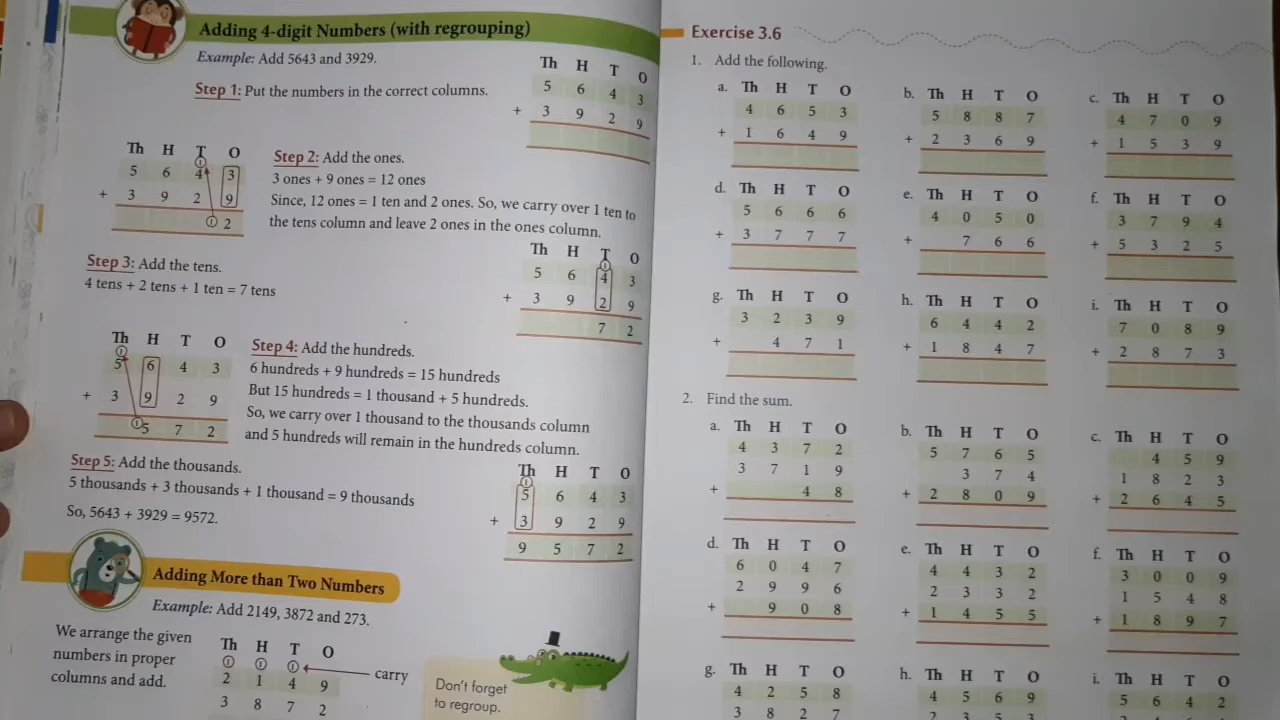 Adding 4-digit Numbers (with regrouping)
Example: Add 5643 and 3929.
Step 1: Put the numbers in the correct columns.
Th H T O
5 6 4 3
+ 3 9 2 9
Th H T O
1
5 6 4 3
+ 3 9 2 9
1 2
Step 2: Add the ones.
3 ones + 9 ones = 12 ones
Since, 12 ones = 1 ten and 2 ones. So, we carry over 1 ten to
the tens column and leave 2 ones in the ones column.
Step 3: Add the tens.
4 tens + 2 tens + 1 ten = 7 tens
Th H T O
1
5 6 4 3
+ 3 9 2 9
7 2
Th H T O
1
5 6 4 3
+ 3 9 2 9
1 5 7 2
Step 4: Add the hundreds.
6 hundreds + 9 hundreds = 15 hundreds
But 15 hundreds = 1 thousand + 5 hundreds.
So, we carry over 1 thousand to the thousands column
and 5 hundreds will remain in the hundreds column.
Step 5: Add the thousands.
5 thousands + 3 thousands + 1 thousand = 9 thousands
So, 5643 + 3929 = 9572.
Th H T O
1
5 6 4 3
+ 3 9 2 9
9 5 7 2
Adding More than Two Numbers
Example: Add 2149, 3872 and 273.
We arrange the given
numbers in proper
columns and add.
Th H T O
1 1 1 carry
2 1 4 9
3 8 7 2
Don't forget
to regroup.
Exercise 3.6
1. Add the following.
a. Th H T O
4 6 5 3
+ 1 6 4 9
b. Th H T O
5 8 8 7
+ 2 3 6 9
c. Th H T O
4 7 0 9
+ 1 5 3 9
d. Th H T O
5 6 6 6
+ 3 7 7 7
e. Th H T O
4 0 5 0
+ 7 6 6
f. Th H T O
3 7 9 4
+ 5 3 2 5
g. Th H T O
3 2 3 9
+ 4 7 1
h. Th H T O
6 4 4 2
+ 1 8 4 7
i. Th H T O
7 0 8 9
+ 2 8 7 3
2. Find the sum.
a. Th H T O
4 3 7 2
3 7 1 9
+ 4 8
b. Th H T O
5 7 6 5
3 7 4
+ 2 8 0 9
c. Th H T O
4 5 9
1 8 2 3
+ 2 6 4 5
d. Th H T O
6 0 4 7
2 9 9 6
+ 9 0 8
e. Th H T O
4 4 3 2
2 3 3 2
+ 1 4 5 5
f. Th H T O
3 0 0 9
1 5 4 8
+ 1 8 9 7
g. Th H T O
4 2 5 8
3 8 2 7
h. Th H T O
4 5 6 9
2 3 5 3
i. Th H T O
5 6 4 2